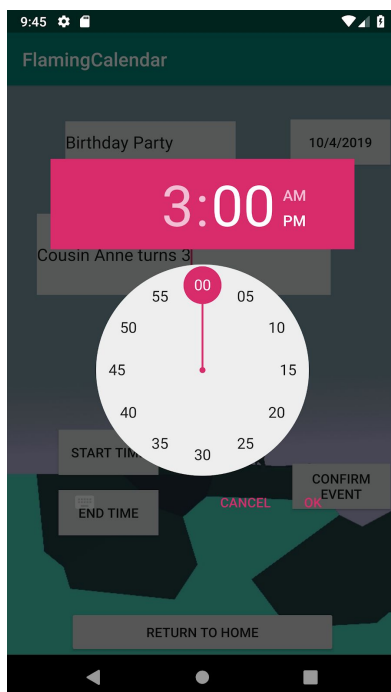 9:45
FlamingCalendar
Birthday Party
10/4/2019
3:00
AM
PM
Cousin Anne turns 3
00
05
10
15
20
25
30
35
40
45
50
55
START TIM
CONFIRM
EVENT
END TIME
CANCEL
OK
RETURN TO HOME